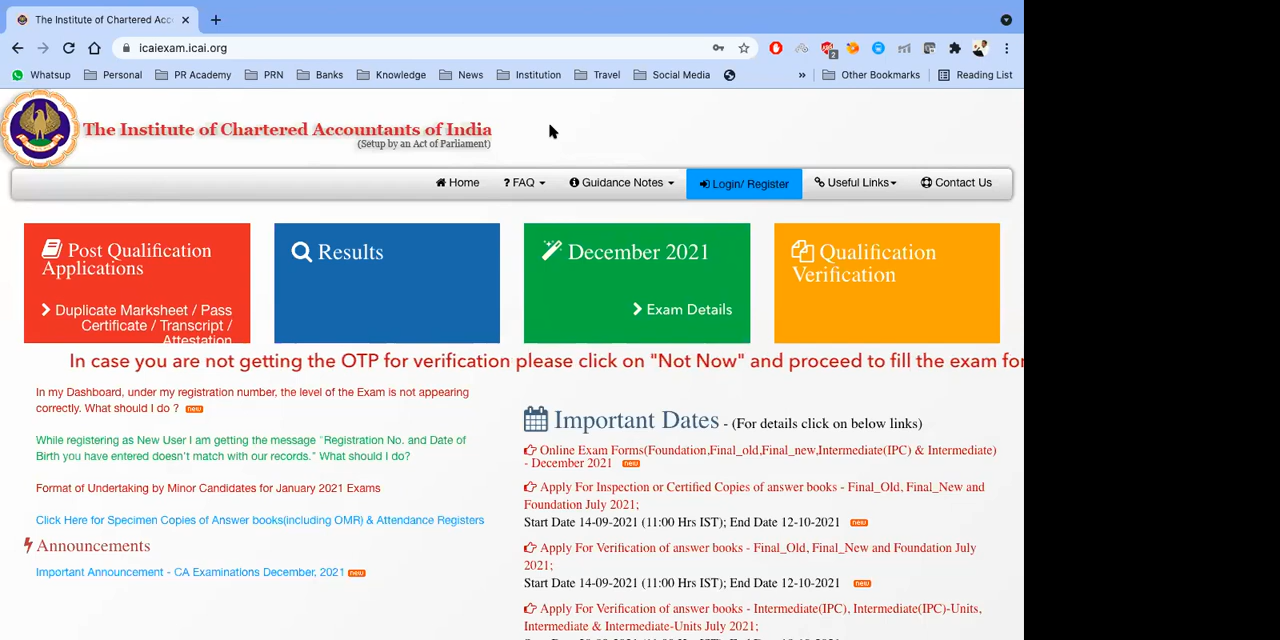 The Institute of Chartered Acc
icaiexam.icai.org
2
Whatsup Personal PR Academy PRN Banks Knowledge News Institution Travel Social Media » Other Bookmarks Reading List
The Institute of Chartered Accountants of India
(Setup by an Act of Parliament)
Home ? FAQ Guidance Notes Login/ Register Useful Links Contact Us
Post Qualification
Applications
Duplicate Marksheet / Pass
Certificate / Transcript /
Attestation
Results
December 2021
Exam Details
Qualification
Verification
In case you are not getting the OTP for verification please click on "Not Now" and proceed to fill the exam for
In my Dashboard, under my registration number, the level of the Exam is not appearing
correctly. What should I do ? new
While registering as New User I am getting the message "Registration No. and Date of
Birth you have entered doesn't match with our records." What should I do?
Format of Undertaking by Minor Candidates for January 2021 Exams
Click Here for Specimen Copies of Answer books(including OMR) & Attendance Registers
Announcements
Important Announcement - CA Examinations December, 2021 new
Important Dates - (For details click on below links)
Online Exam Forms(Foundation,Final_old,Final_new,Intermediate(IPC) & Intermediate)
- December 2021 new
Apply For Inspection or Certified Copies of answer books - Final_Old, Final_New and
Foundation July 2021;
Start Date 14-09-2021 (11:00 Hrs IST); End Date 12-10-2021 new
Apply For Verification of answer books - Final_Old, Final_New and Foundation July
2021;
Start Date 14-09-2021 (11:00 Hrs IST); End Date 12-10-2021 new
Apply For Verification of answer books - Intermediate(IPC), Intermediate(IPC)-Units,
Intermediate & Intermediate-Units July 2021;